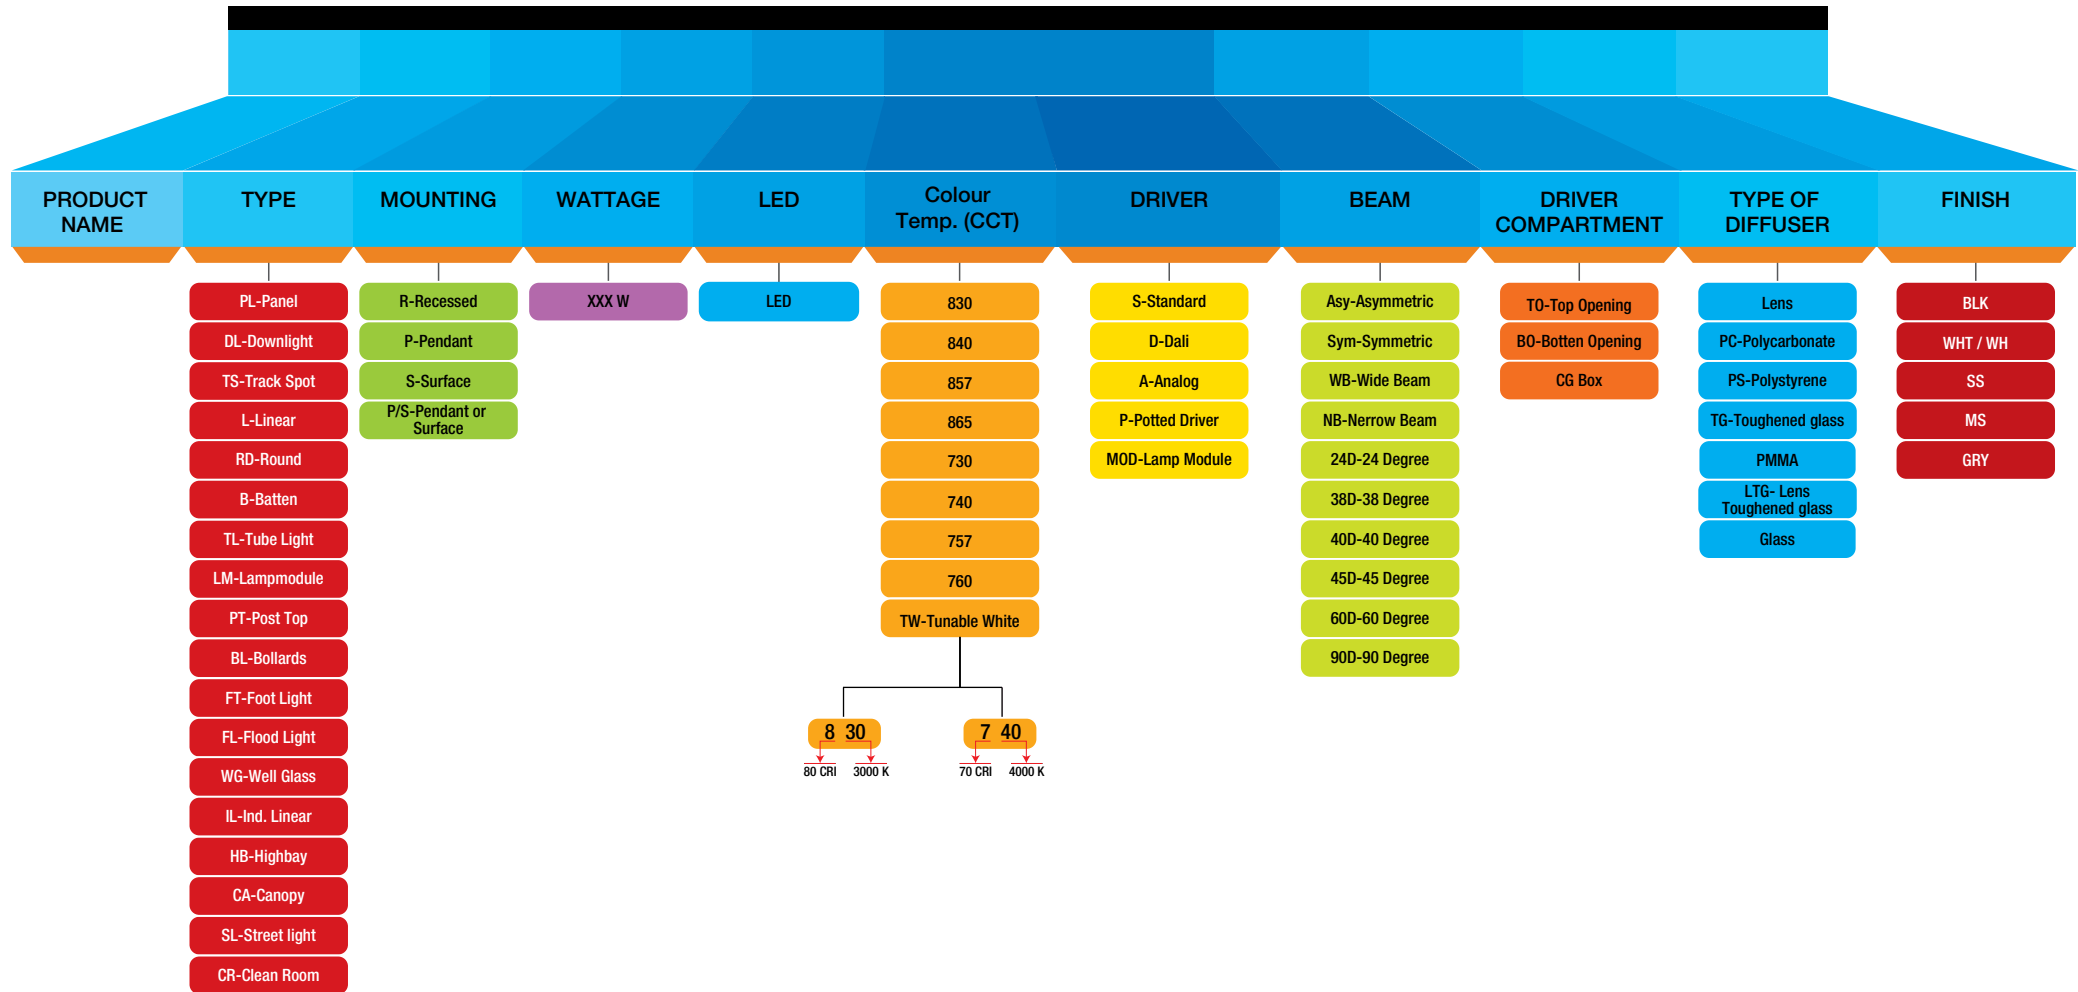 PRODUCT
NAME
TYPE
MOUNTING
WATTAGE
LED
Colour
Temp. (CCT)
DRIVER
BEAM
DRIVER
COMPARTMENT
TYPE OF
DIFFUSER
FINISH
PL-Panel
DL-Downlight
TS-Track Spot
L-Linear
RD-Round
B-Batten
TL-Tube Light
LM-Lampmodule
PT-Post Top
BL-Bollards
FT-Foot Light
FL-Flood Light
WG-Well Glass
IL-Ind. Linear
HB-Highbay
CA-Canopy
SL-Street light
CR-Clean Room
R-Recessed
P-Pendant
S-Surface
P/S-Pendant or
Surface
XXX W
LED
830
840
857
865
730
740
757
760
TW-Tunable White
8 30
80 CRI 3000 K
7 40
70 CRI 4000 K
S-Standard
D-Dali
A-Analog
P-Potted Driver
MOD-Lamp Module
Asy-Asymmetric
Sym-Symmetric
WB-Wide Beam
NB-Nerrow Beam
24D-24 Degree
38D-38 Degree
40D-40 Degree
45D-45 Degree
60D-60 Degree
90D-90 Degree
TO-Top Opening
BO-Botten Opening
CG Box
Lens
PC-Polycarbonate
PS-Polystyrene
TG-Toughened glass
PMMA
LTG- Lens
Toughened glass
Glass
BLK
WHT / WH
SS
MS
GRY